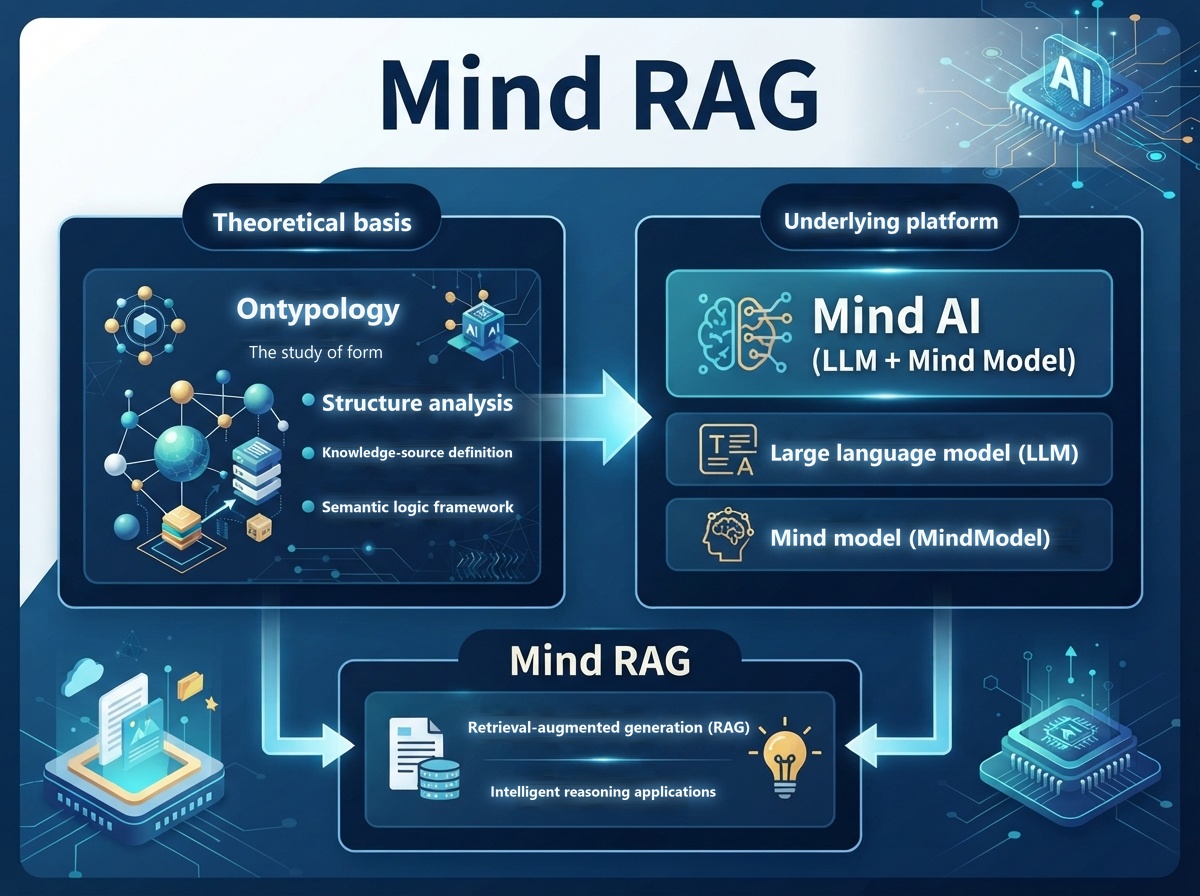 Mind RAG
AI
Theoretical basis
Underlying platform
Ontypology
The study of form
AI AI
Structure analysis
Knowledge-source definition
Semantic logic framework
Mind AI
(LLM + Mind Model)
T
A
Large language model (LLM)
Mind model (MindModel)
Mind RAG
Retrieval-augmented generation (RAG)
Intelligent reasoning applications